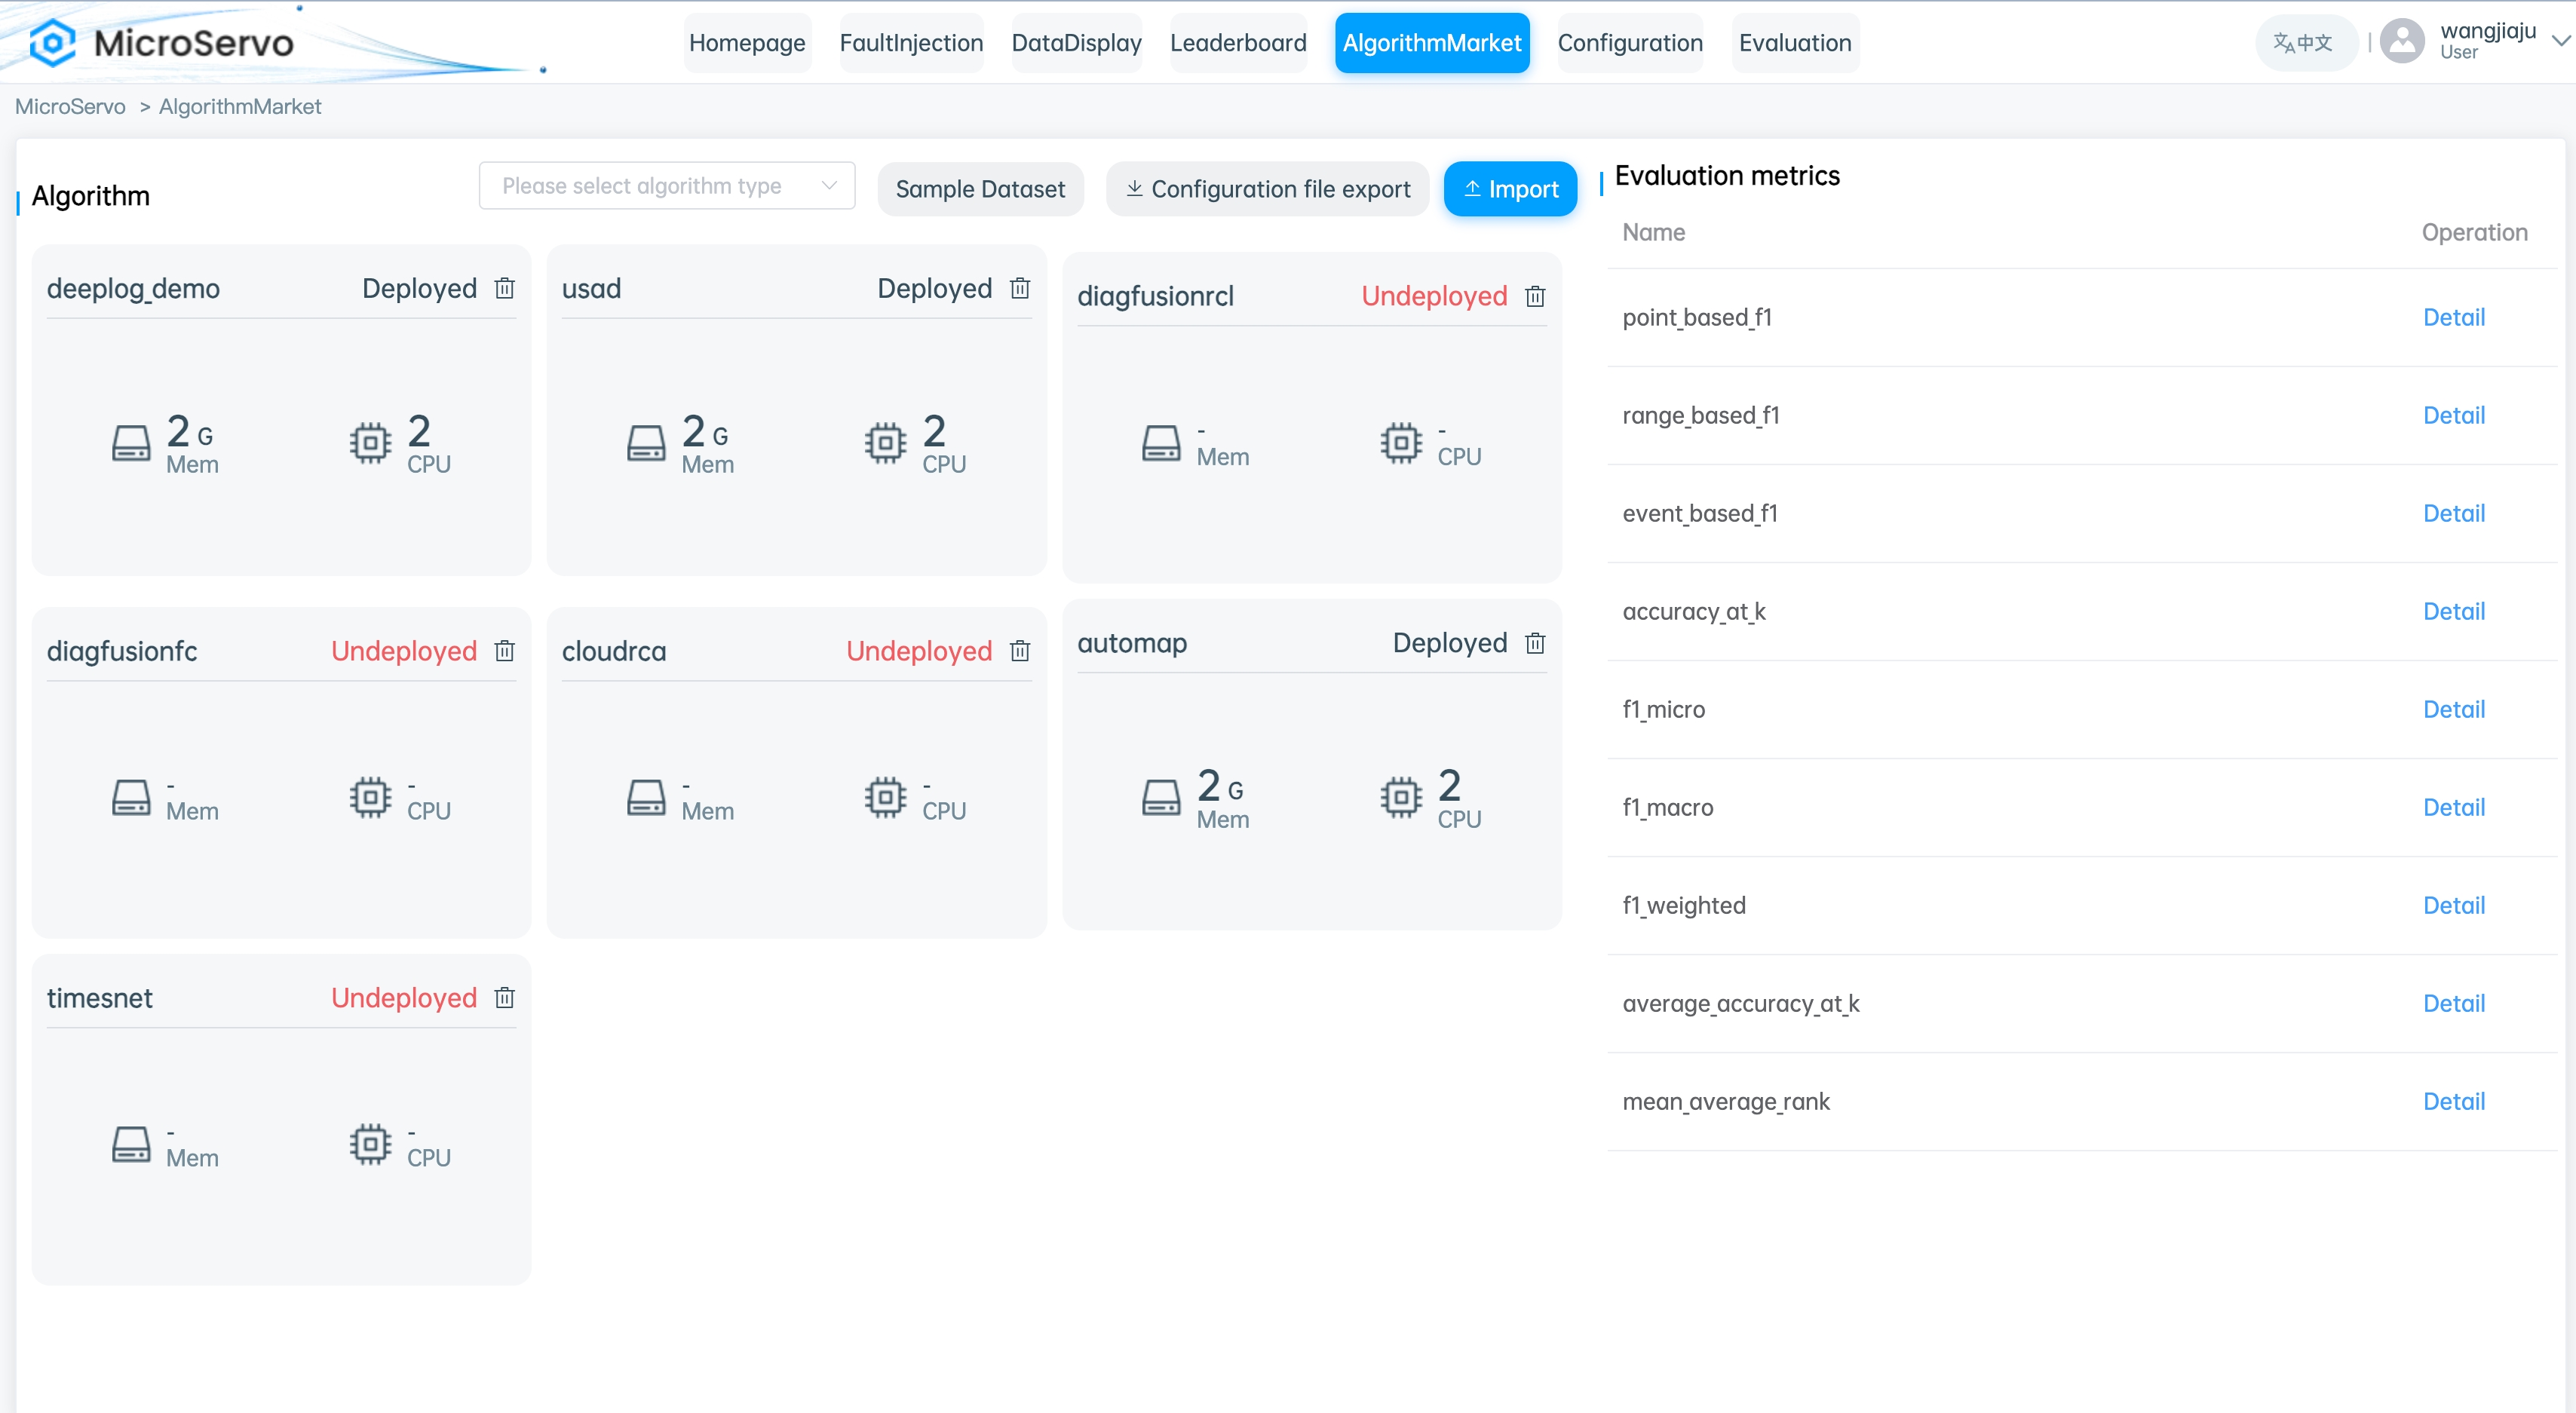 MicroServo
Homepage FaultInjection DataDisplay Leaderboard AlgorithmMarket Configuration Evaluation
中文 | wangjiaju
User
MicroServo > AlgorithmMarket
Algorithm
Please select algorithm type
Sample Dataset
Configuration file export
Import
deeplog_demo Deployed
2 G
Mem
2
CPU
usad Deployed
2 G
Mem
2
CPU
diagfusionrcl Undeployed
-
Mem
-
CPU
diagfusionfc Undeployed
-
Mem
-
CPU
cloudrca Undeployed
-
Mem
-
CPU
automap Deployed
2 G
Mem
2
CPU
timesnet Undeployed
-
Mem
-
CPU
Evaluation metrics
Name Operation
point_based_f1 Detail
range_based_f1 Detail
event_based_f1 Detail
accuracy_at_k Detail
f1_micro Detail
f1_macro Detail
f1_weighted Detail
average_accuracy_at_k Detail
mean_average_rank Detail